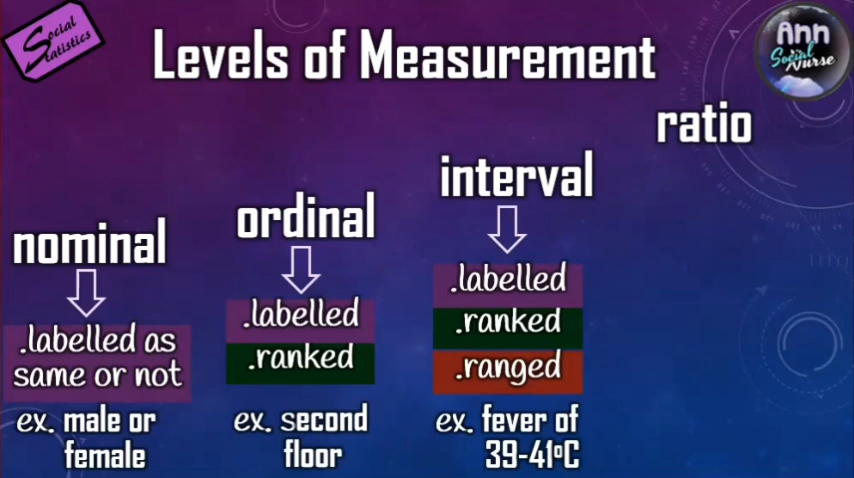 Social
Statistics
Levels of Measurement
Ann
Social
Nurse
ratio
interval
ordinal
nominal
.labelled
.ranked
.ranged
ex. fever of
39-41ºC
.labelled
.ranked
ex. second
floor
.labelled as
same or not
ex. male or
female